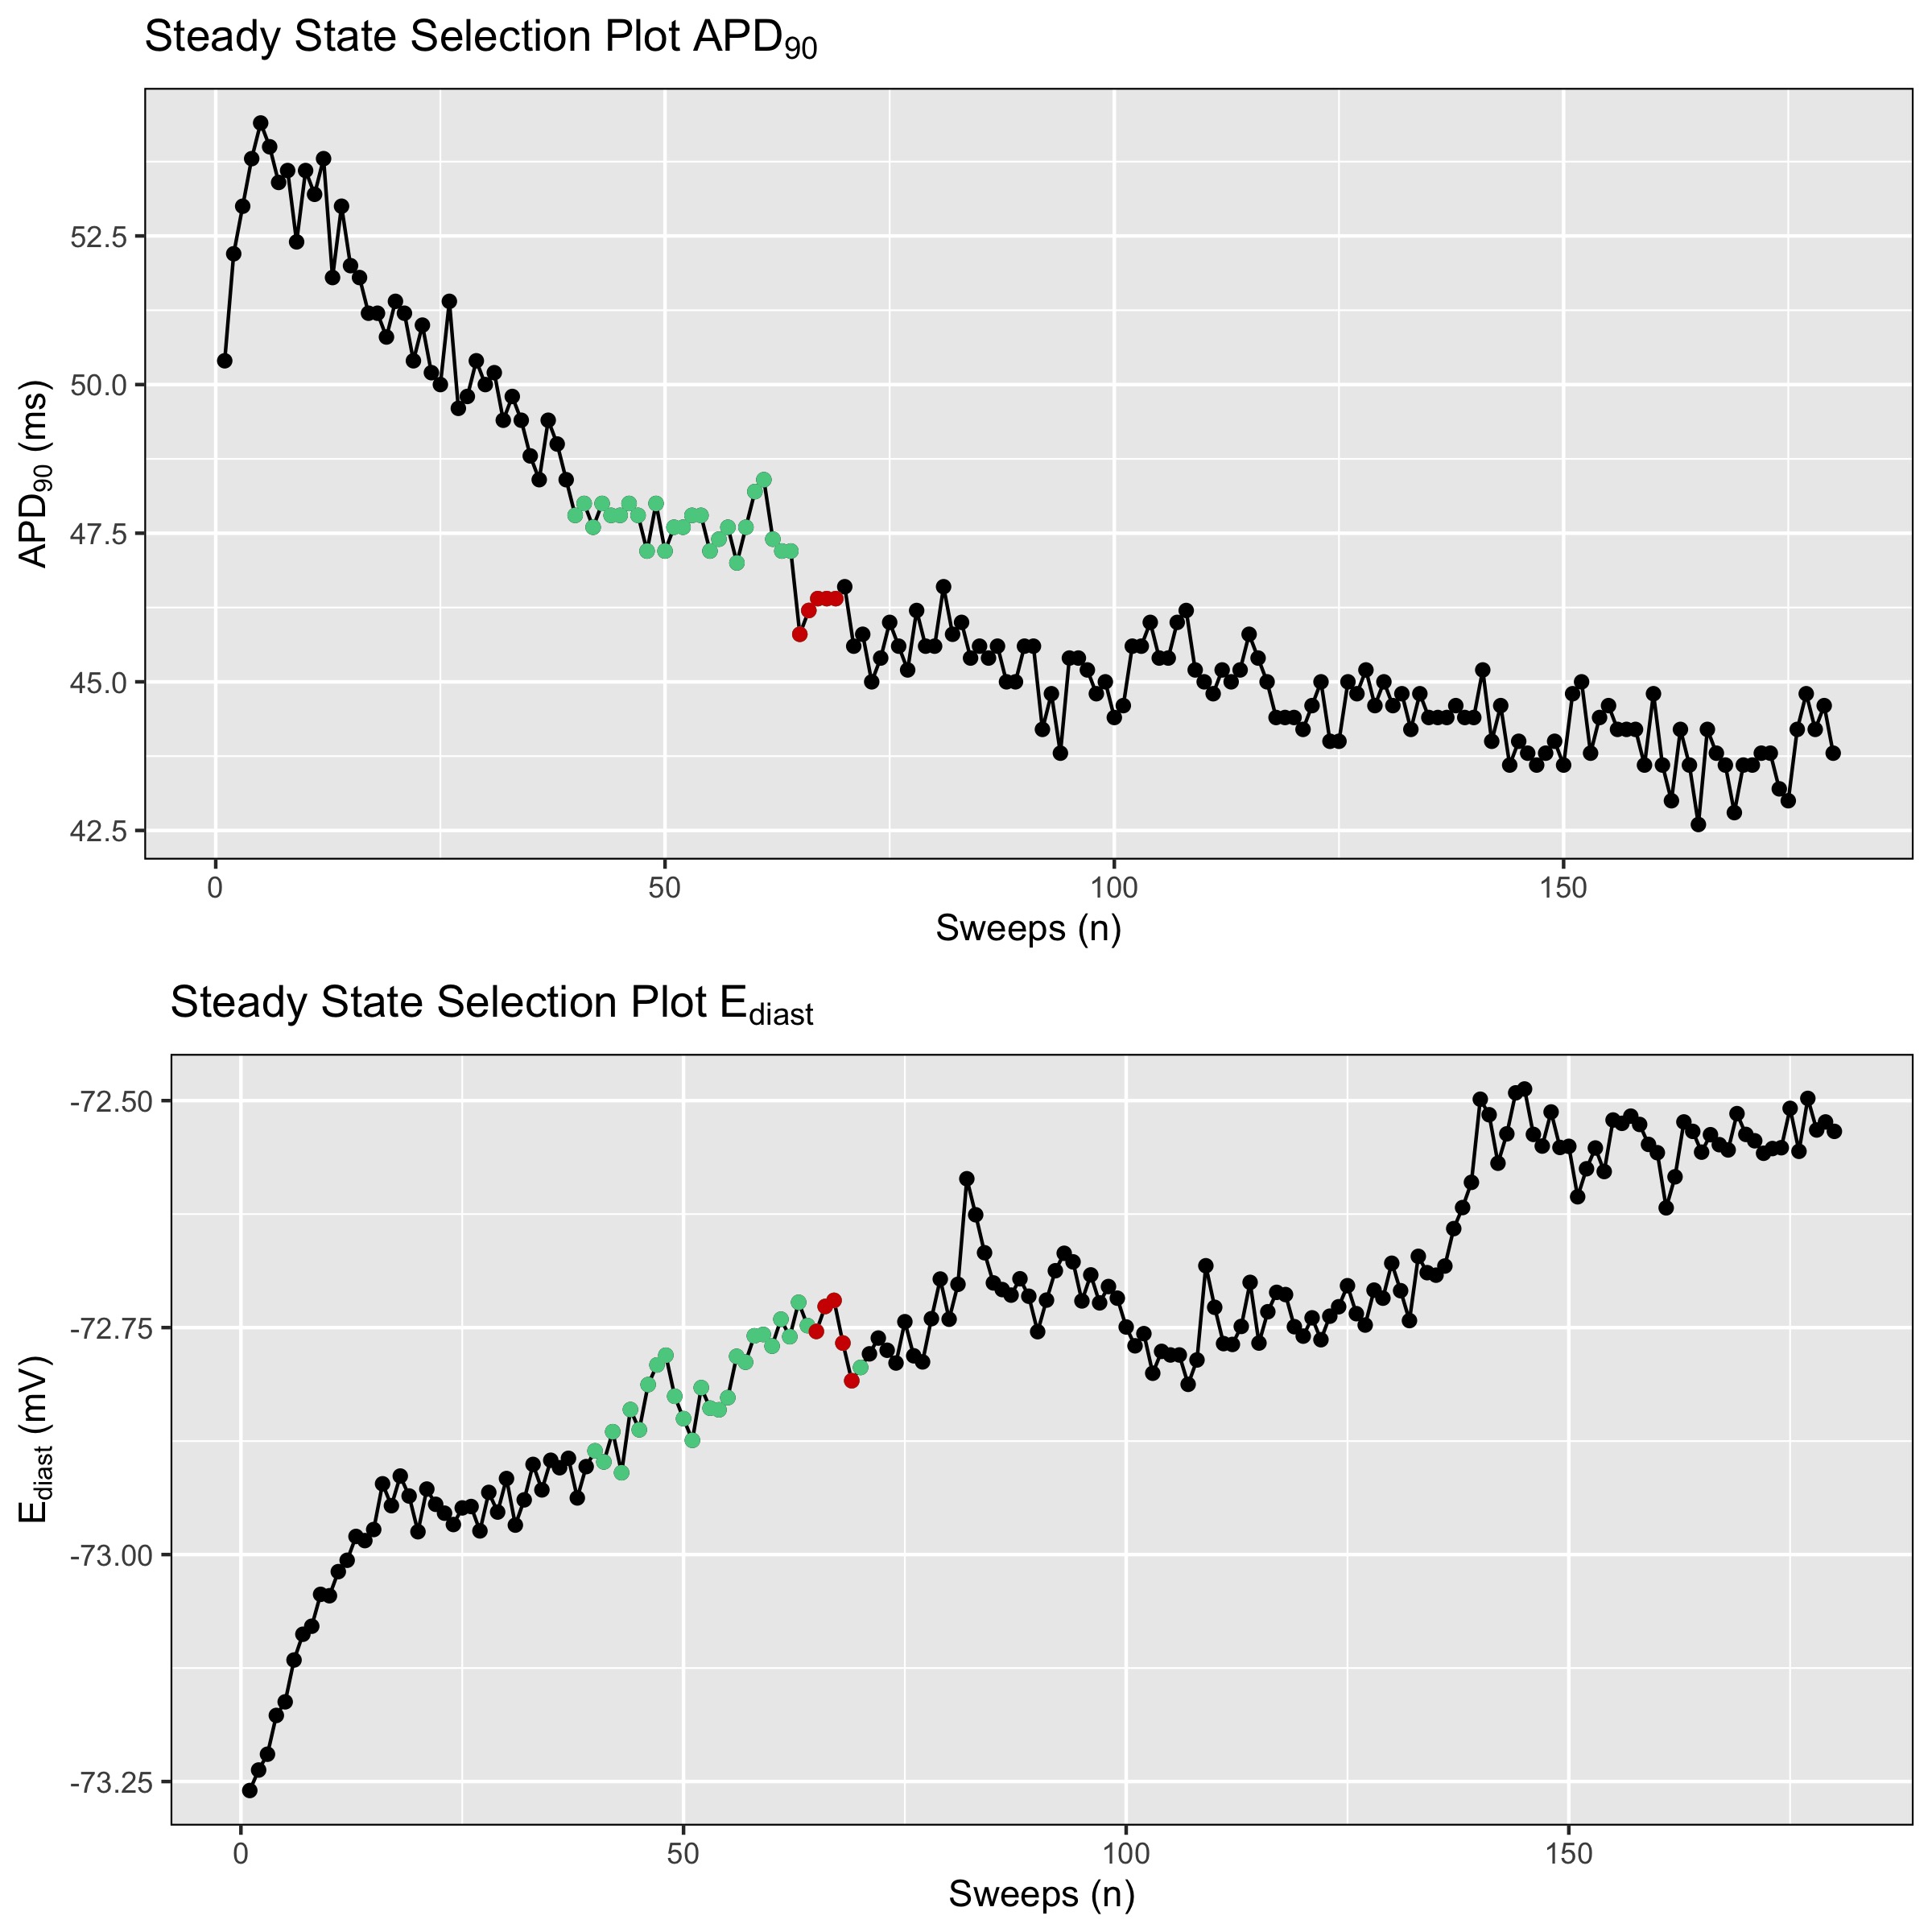 Steady State Selection Plot APD90
52.5
50.0
47.5
45.0
42.5
APD90 (ms)
0 50 100 150
Sweeps (n)
Steady State Selection Plot Ediast
-72.50
-72.75
-73.00
-73.25
Ediast (mV)
0 50 100 150
Sweeps (n)